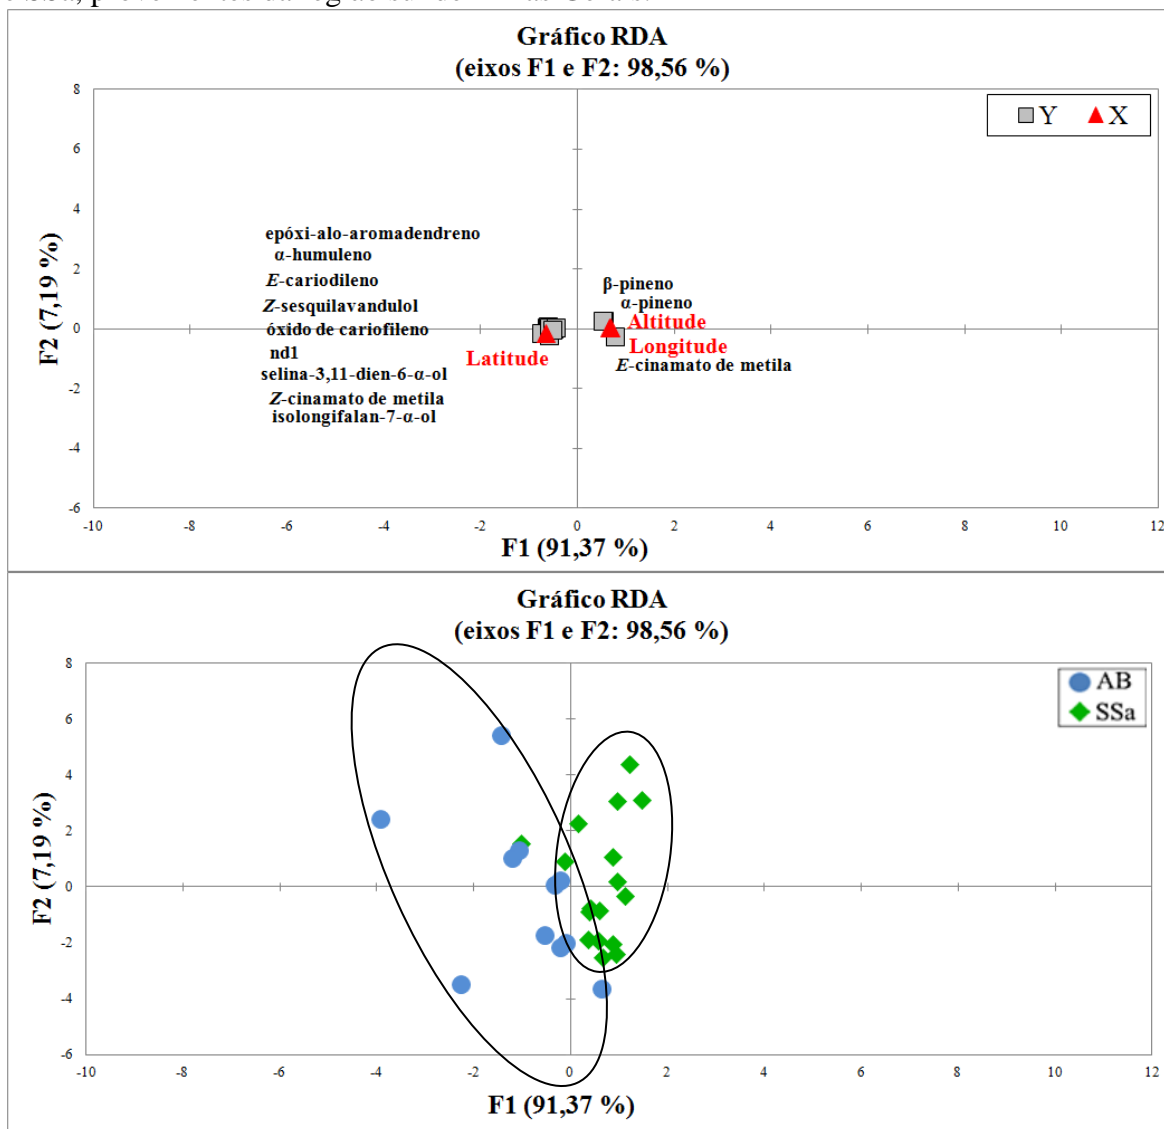 Gráfico RDA
(eixos F1 e F2: 98,56 %)
Y X
8
6
4
2
0
-2
-4
-6
F2 (7,19 %)
epóxi-alo-aromadendreno
α-humuleno
E-cariodileno
Z-sesquilavandulol
óxido de cariofileno
nd1
selina-3,11-dien-6-α-ol
Z-cinamato de metila
isolongifalan-7-α-ol
Latitude
β-pineno
α-pineno
Altitude
Longitude
E-cinamato de metila
-10 -8 -6 -4 -2 0 2 4 6 8 10 12
F1 (91,37 %)
Gráfico RDA
(eixos F1 e F2: 98,56 %)
AB
SSa
8
6
4
2
0
-2
-4
-6
F2 (7,19 %)
-10 -8 -6 -4 -2 0 2 4 6 8 10 12
F1 (91,37 %)